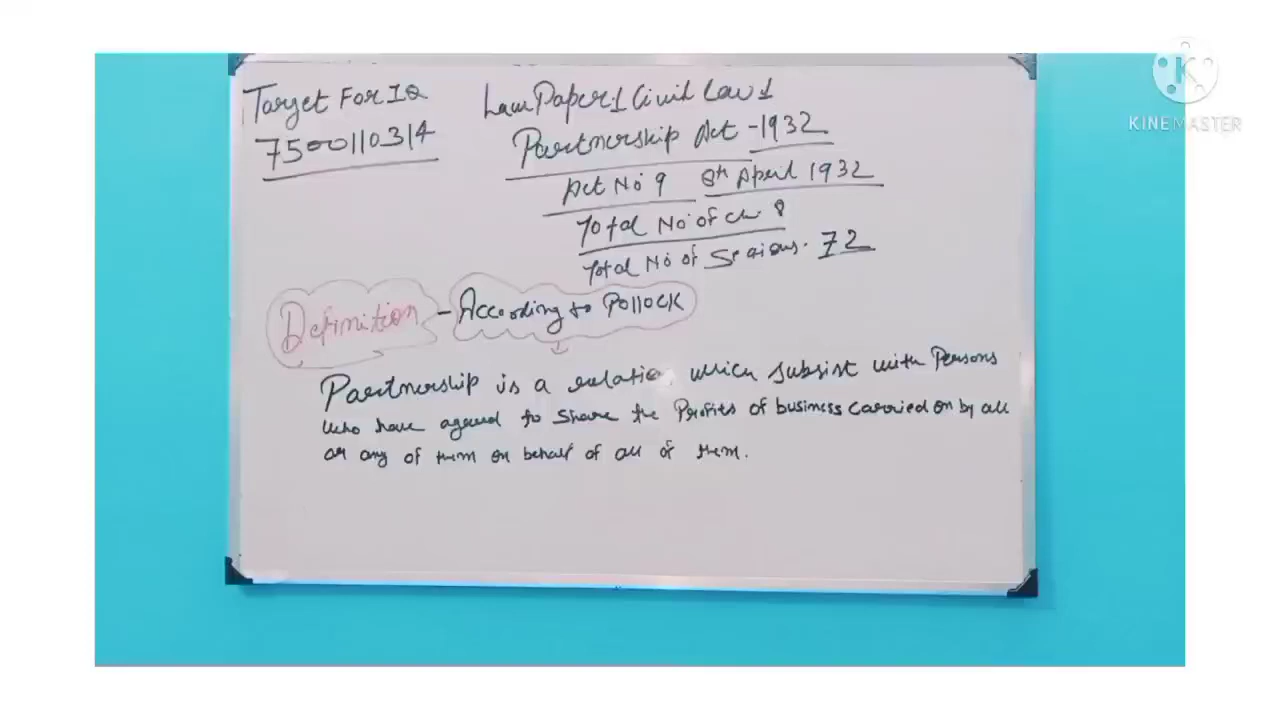 Target For IQ
7500110314
Law Paper 1 Civil Law 1
Partnership Act - 1932
Act No 9 8th April 1932
Total No of ch 8
Total No of Sections. 72
Definition - According to POLLOCK
Partnership is a relation which subsist with Persons
who have agreed to share the Profits of business carried on by all
or any of them on behalf of all of them.
K
KINEMASTER